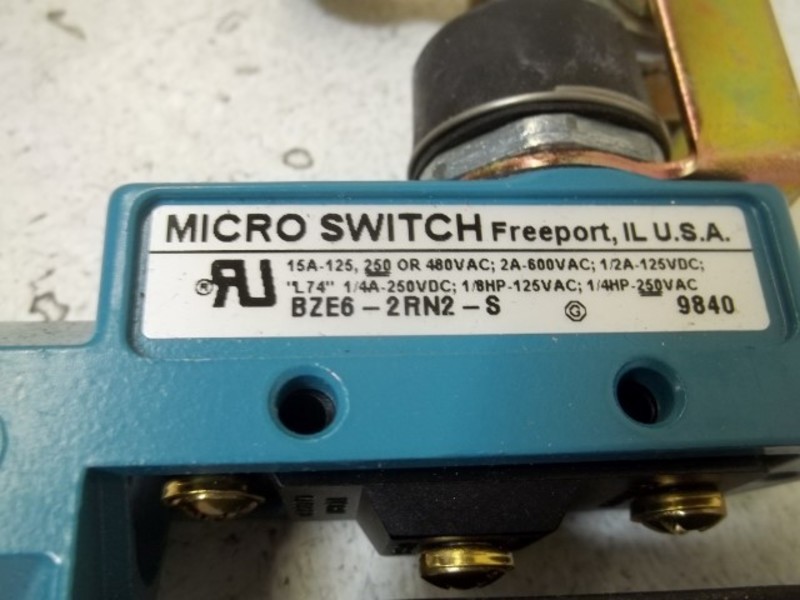 MICRO SWITCH Freeport, IL U.S.A.
15A-125, 250 OR 480VAC; 2A-600VAC; 1/2A-125VDC;
"L74" 1/4A-250VDC; 1/8HP-125VAC; 1/4HP-250VAC
BZE6-2RN2-S G 9840